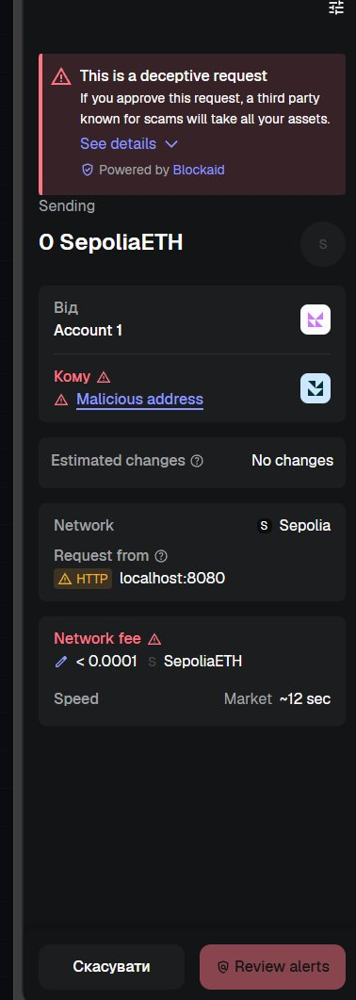 This is a deceptive request
If you approve this request, a third party
known for scams will take all your assets.
See details
Powered by Blockaid
Sending
0 SepoliaETH
S
Від
Account 1
Кому
Malicious address
Estimated changes
No changes
Network
S Sepolia
Request from
HTTP localhost:8080
Network fee
< 0.0001 S SepoliaETH
Speed
Market ~12 sec
Скасувати
Review alerts